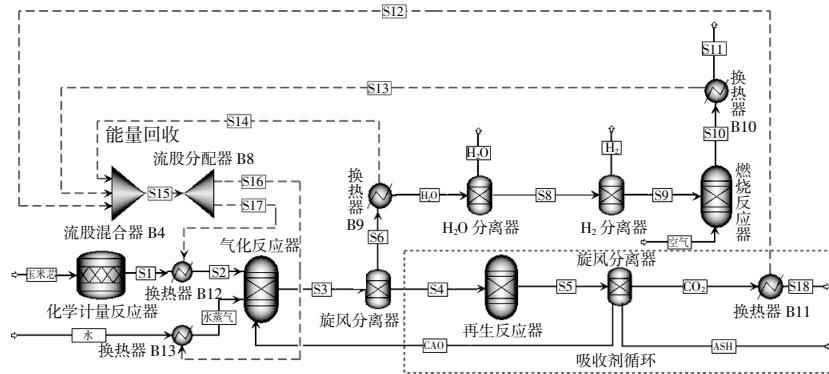 S12
S11
换热器
B10
S13
S10
能量回收
S14
流股分配器 B8
S16
S15
S17
流股混合器 B4
换热器
B9
H₂O
H₂O
H₂O 分离器
S8
H₂
H₂ 分离器
S9
燃烧反应器
空气
S6
气化反应器
玉米芯
S1
S2
化学计量反应器
换热器 B12
水蒸气
水
换热器 B13
S3
旋风分离器
S4
再生反应器
S5
旋风分离器
CO₂
S18
换热器 B11
CAO
吸收剂循环
ASH